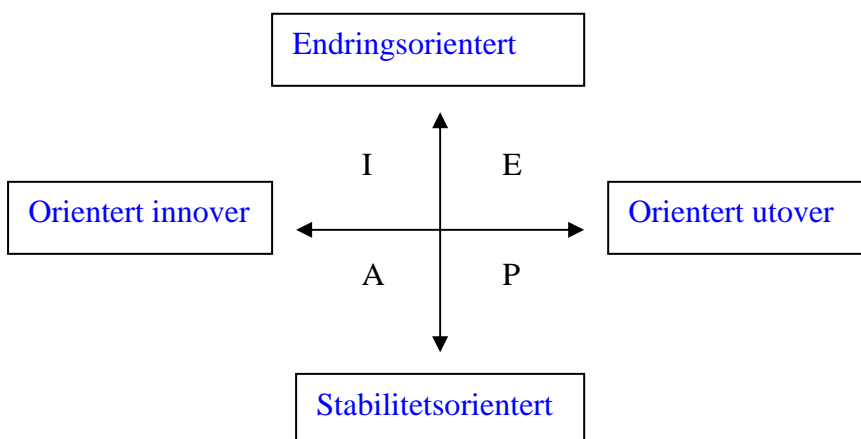 Endringsorientert
I E
Orientert innover
Orientert utover
A P
Stabilitetsorientert